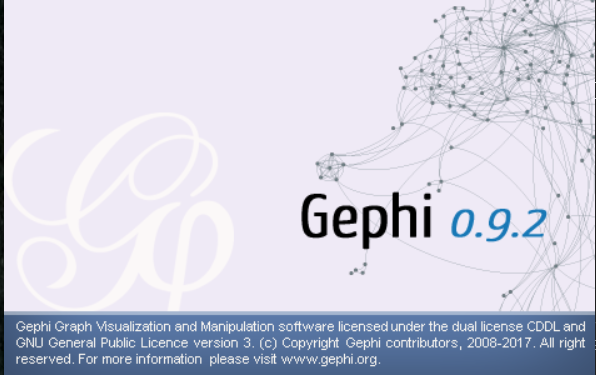 Gephi 0.9.2
Gephi Graph Visualization and Manipulation software licensed under the dual license CDDL and
GNU General Public Licence version 3. (c) Copyright Gephi contributors, 2008-2017. All right
reserved. For more information please visit www.gephi.org.